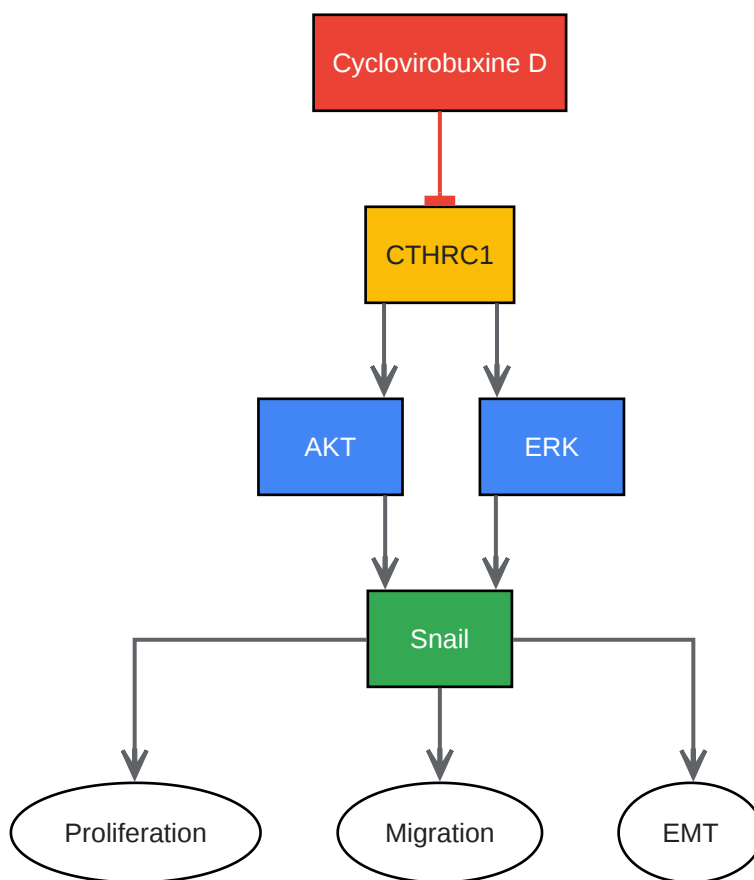 Cyclovirobuxine D
CTHRC1
AKT
ERK
Snail
Proliferation
Migration
EMT